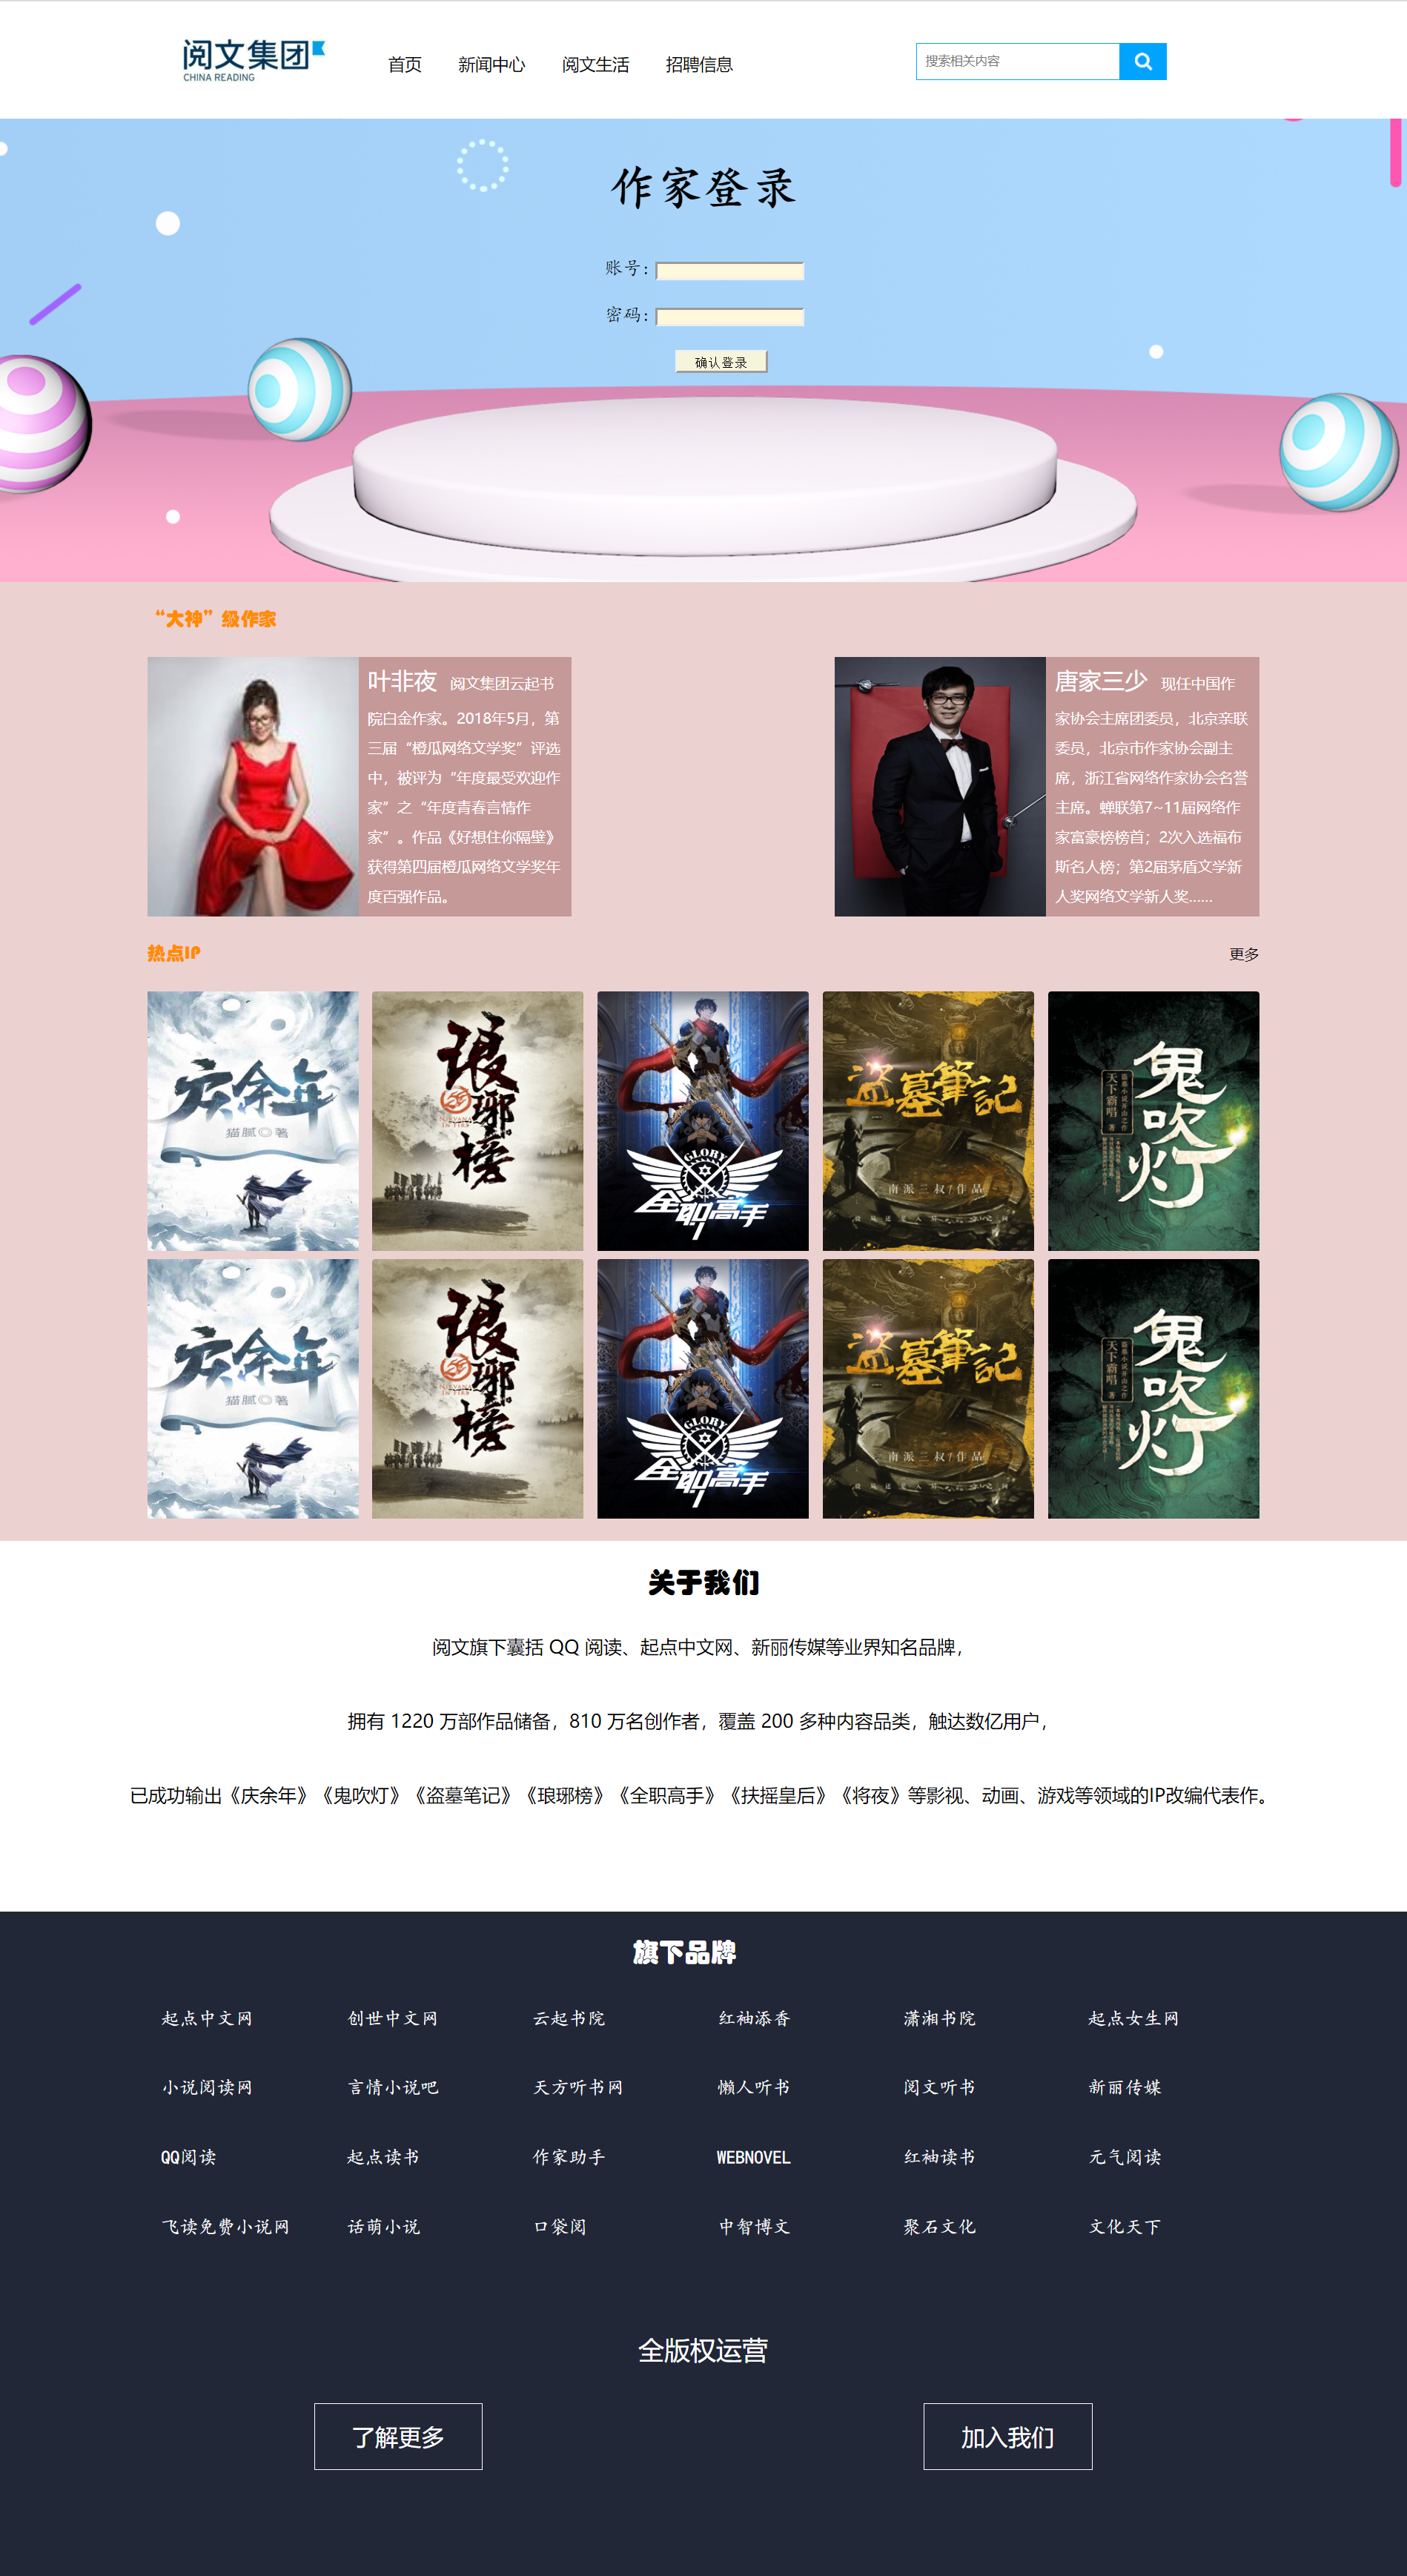 阅文集团
CHINA READING
首页 新闻中心 阅文生活 招聘信息
搜索相关内容
作家登录
账号：
密码：
确认登录
“大神”级作家
叶非夜 阅文集团云起书
院白金作家。2018年5月，第
三届“橙瓜网络文学奖”评选
中，被评为“年度最受欢迎作
家”之“年度青春言情作
家”。作品《好想住你隔壁》
获得第四届橙瓜网络文学奖年
度百强作品。
唐家三少 现任中国作
家协会主席团委员，北京亲联
委员，北京市作家协会副主
席，浙江省网络作家协会名誉
主席。蝉联第7~11届网络作
家富豪榜榜首；2次入选福布
斯名人榜；第2届茅盾文学新
人奖网络文学新人奖......
热点IP
更多
庆余年
猫腻◎著
琅琊榜
NIRVANA
IN FIRE
GLORY
全职高手
盗墓筆記
南派三叔作品
鬼吹灯
天下霸唱 著
庆余年
猫腻◎著
琅琊榜
NIRVANA
IN FIRE
GLORY
全职高手
盗墓筆記
南派三叔作品
鬼吹灯
天下霸唱 著
关于我们
阅文旗下囊括 QQ 阅读、起点中文网、新丽传媒等业界知名品牌，
拥有 1220 万部作品储备，810 万名创作者，覆盖 200 多种内容品类，触达数亿用户，
已成功输出《庆余年》《鬼吹灯》《盗墓笔记》《琅琊榜》《全职高手》《扶摇皇后》《将夜》等影视、动画、游戏等领域的IP改编代表作。
旗下品牌
起点中文网 创世中文网 云起书院 红袖添香 潇湘书院 起点女生网
小说阅读网 言情小说吧 天方听书网 懒人听书 阅文听书 新丽传媒
QQ阅读 起点读书 作家助手 WEBNOVEL 红袖读书 元气阅读
飞读免费小说网 话萌小说 口袋阅 中智博文 聚石文化 文化天下
全版权运营
了解更多 加入我们